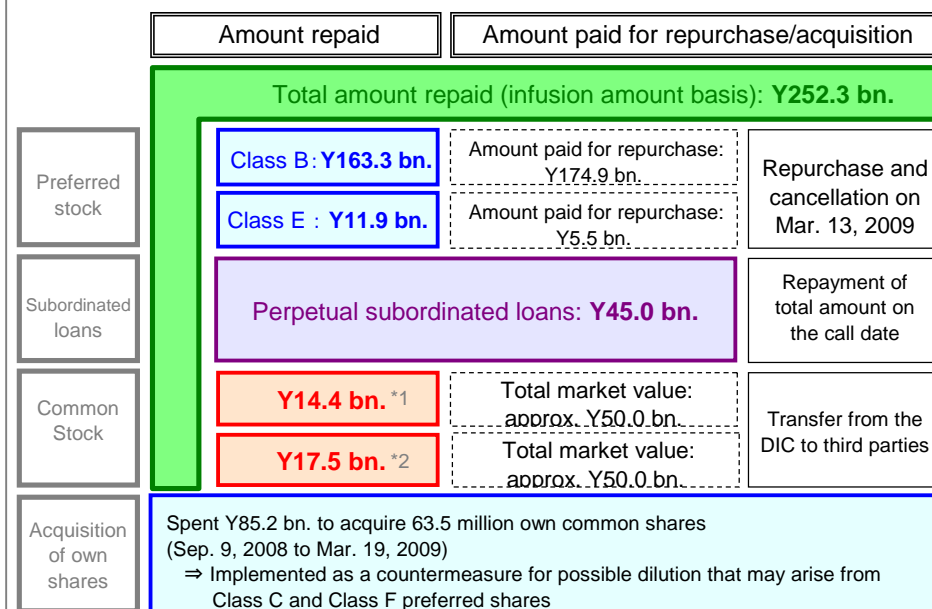 Amount repaid
Amount paid for repurchase/acquisition
Total amount repaid (infusion amount basis): Y252.3 bn.
Preferred
stock
Class B: Y163.3 bn.
Amount paid for repurchase:
Y174.9 bn.
Class E : Y11.9 bn.
Amount paid for repurchase:
Y5.5 bn.
Repurchase and
cancellation on
Mar. 13, 2009
Subordinated
loans
Perpetual subordinated loans: Y45.0 bn.
Repayment of
total amount on
the call date
Common
Stock
Y14.4 bn. *1
Total market value:
approx. Y50.0 bn.
Y17.5 bn. *2
Total market value:
approx. Y50.0 bn.
Transfer from the
DIC to third parties
Acquisition
of own
shares
Spent Y85.2 bn. to acquire 63.5 million own common shares
(Sep. 9, 2008 to Mar. 19, 2009)
⇒ Implemented as a countermeasure for possible dilution that may arise from
Class C and Class F preferred shares